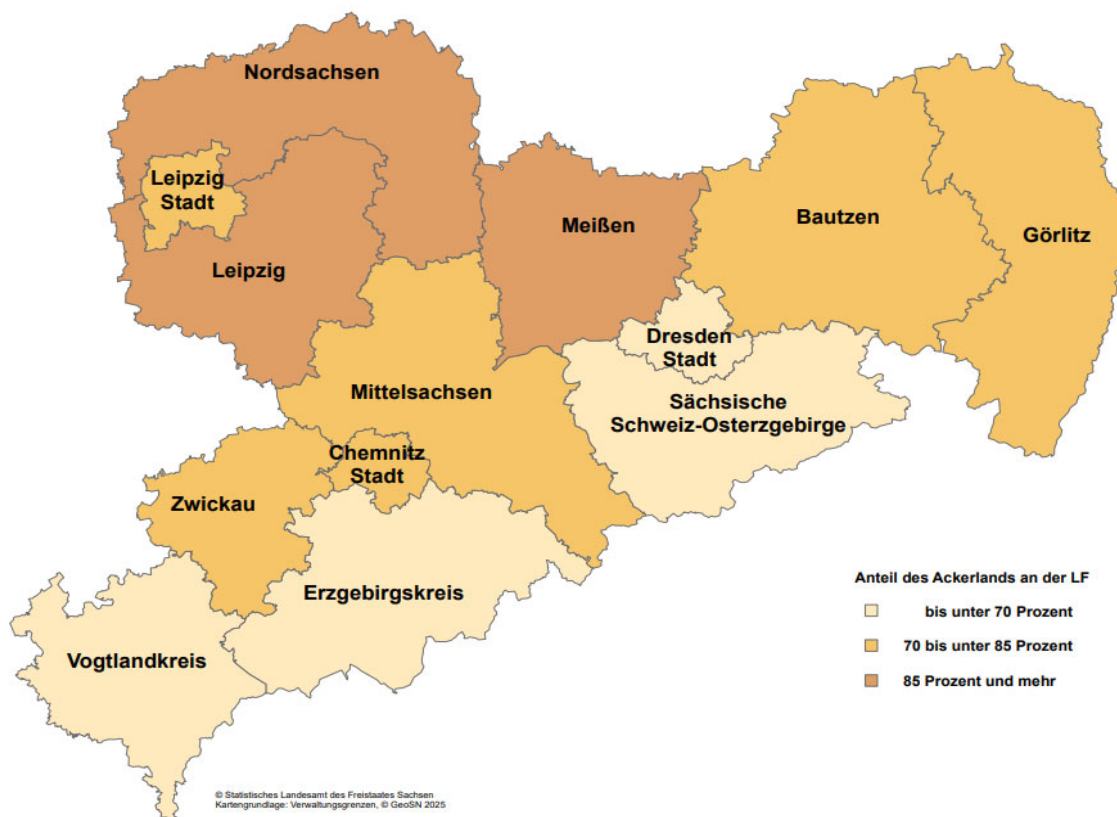 Nordsachsen
Leipzig
Stadt
Leipzig
Meißen
Bautzen
Görlitz
Dresden
Stadt
Mittelsachsen
Sächsische
Schweiz-Osterzgebirge
Chemnitz
Stadt
Zwickau
Erzgebirgskreis
Vogtlandkreis
Anteil des Ackerlands an der LF
bis unter 70 Prozent
70 bis unter 85 Prozent
85 Prozent und mehr
© Statistisches Landesamt des Freistaates Sachsen
Kartengrundlage: Verwaltungsgrenzen, © GeoSN 2025